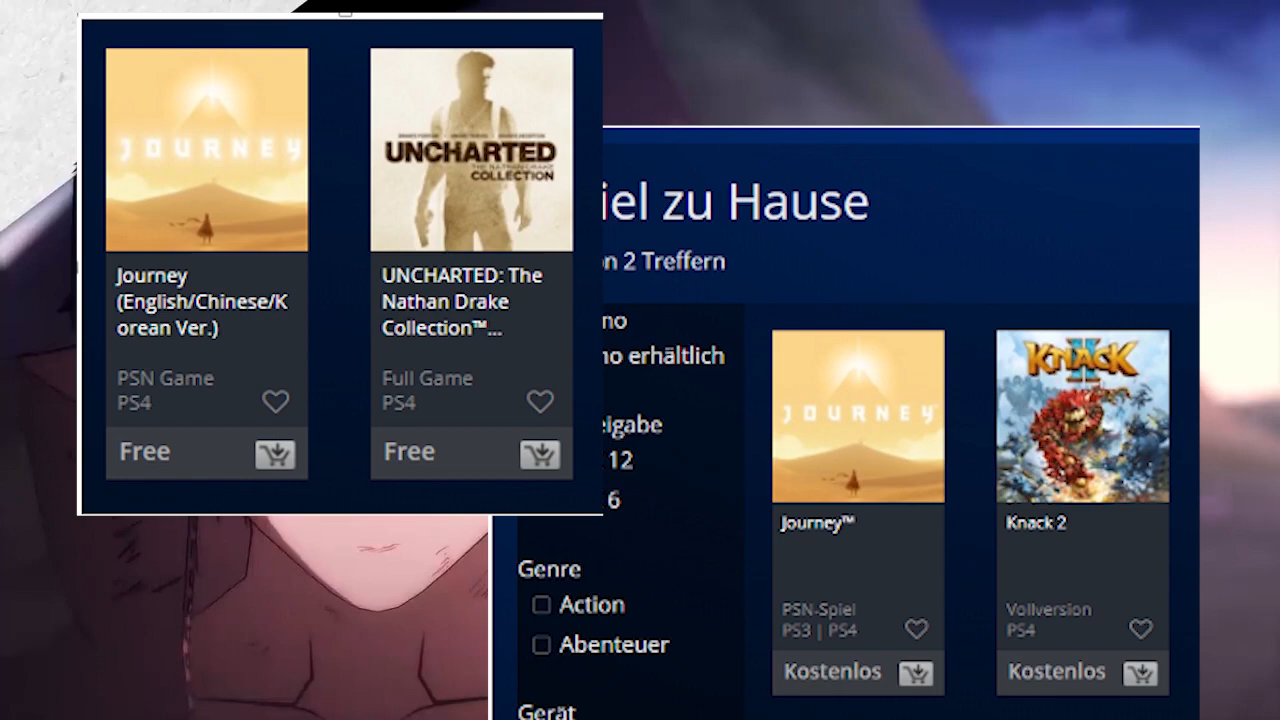 JOURNEY
UNCHARTED
THE NATHAN DRAKE
COLLECTION
Journey
(English/Chinese/K
orean Ver.)
PSN Game
PS4
Free
UNCHARTED: The
Nathan Drake
Collection™...
Full Game
PS4
Free
iel zu Hause
n 2 Treffern
no
no erhältlich
eigabe
12
6
Genre
Action
Abenteuer
Gerät
JOURNEY
Journey™
PSN-Spiel
PS3 | PS4
Kostenlos
KNACK
II
Knack 2
Vollversion
PS4
Kostenlos